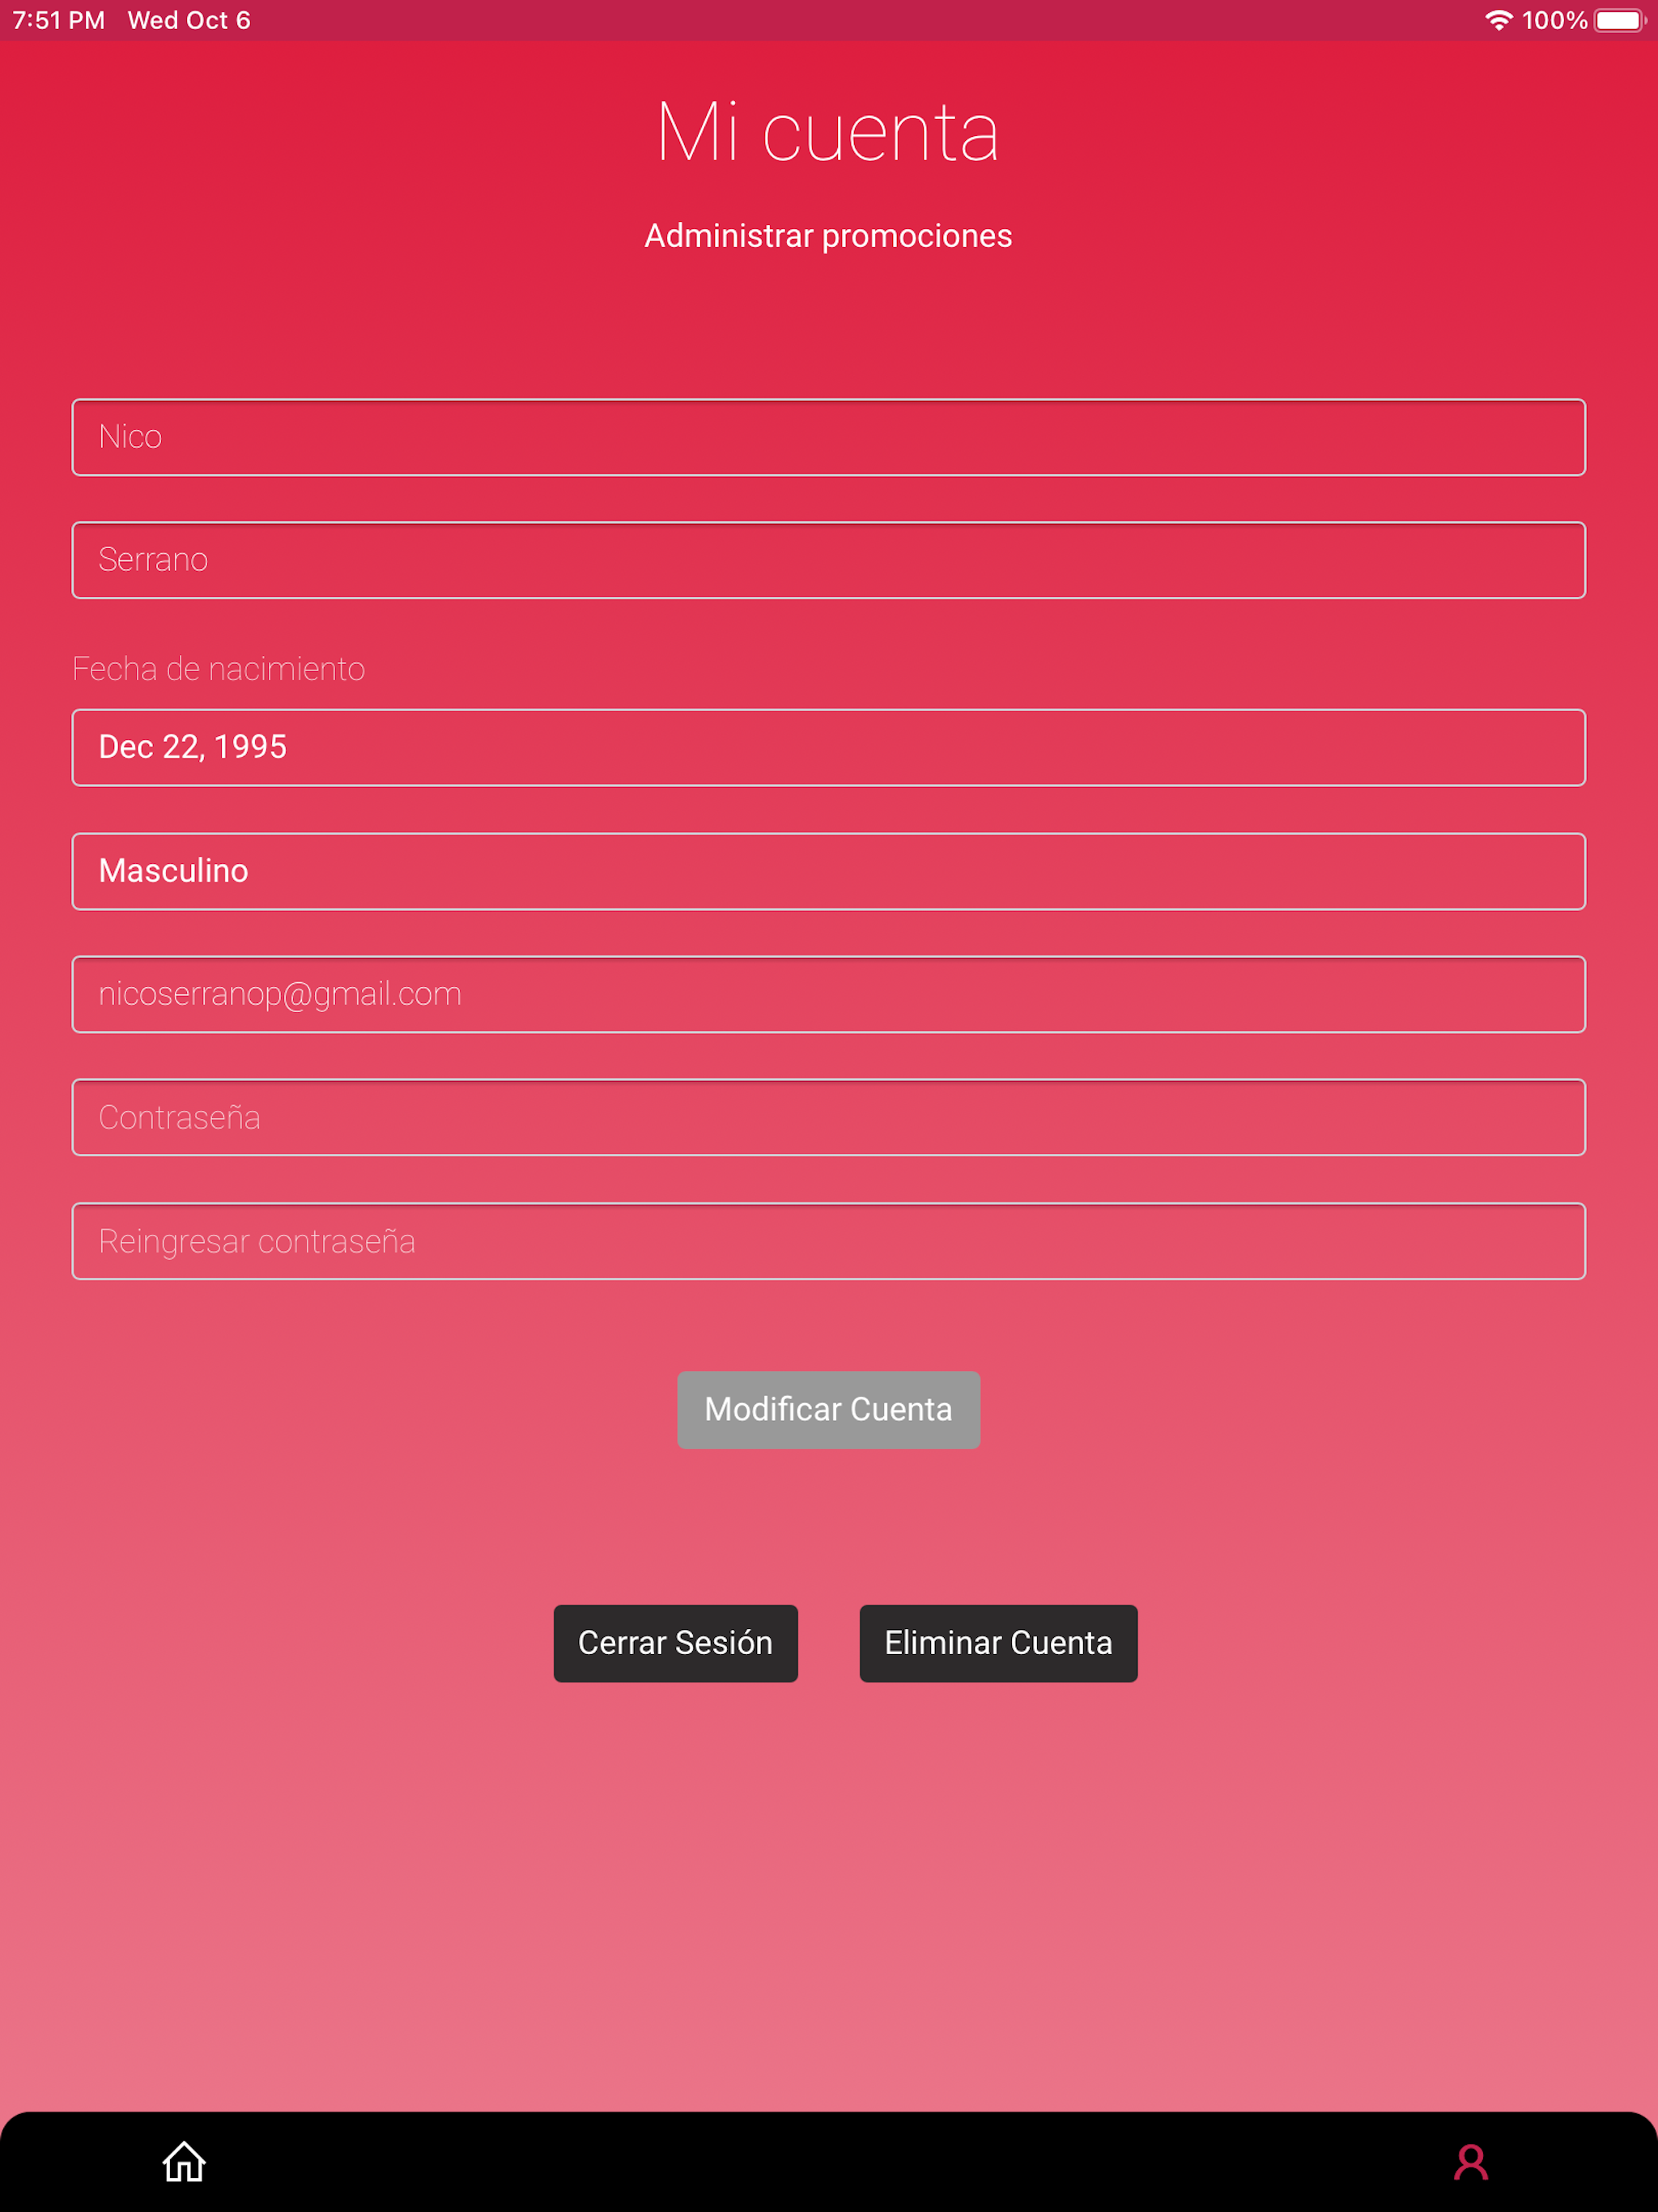 7:51 PM Wed Oct 6 100%
Mi cuenta
Administrar promociones
Nico
Serrano
Fecha de nacimiento
Dec 22, 1995
Masculino
nicoserranop@gmail.com
Contraseña
Reingresar contraseña
Modificar Cuenta
Cerrar Sesión Eliminar Cuenta